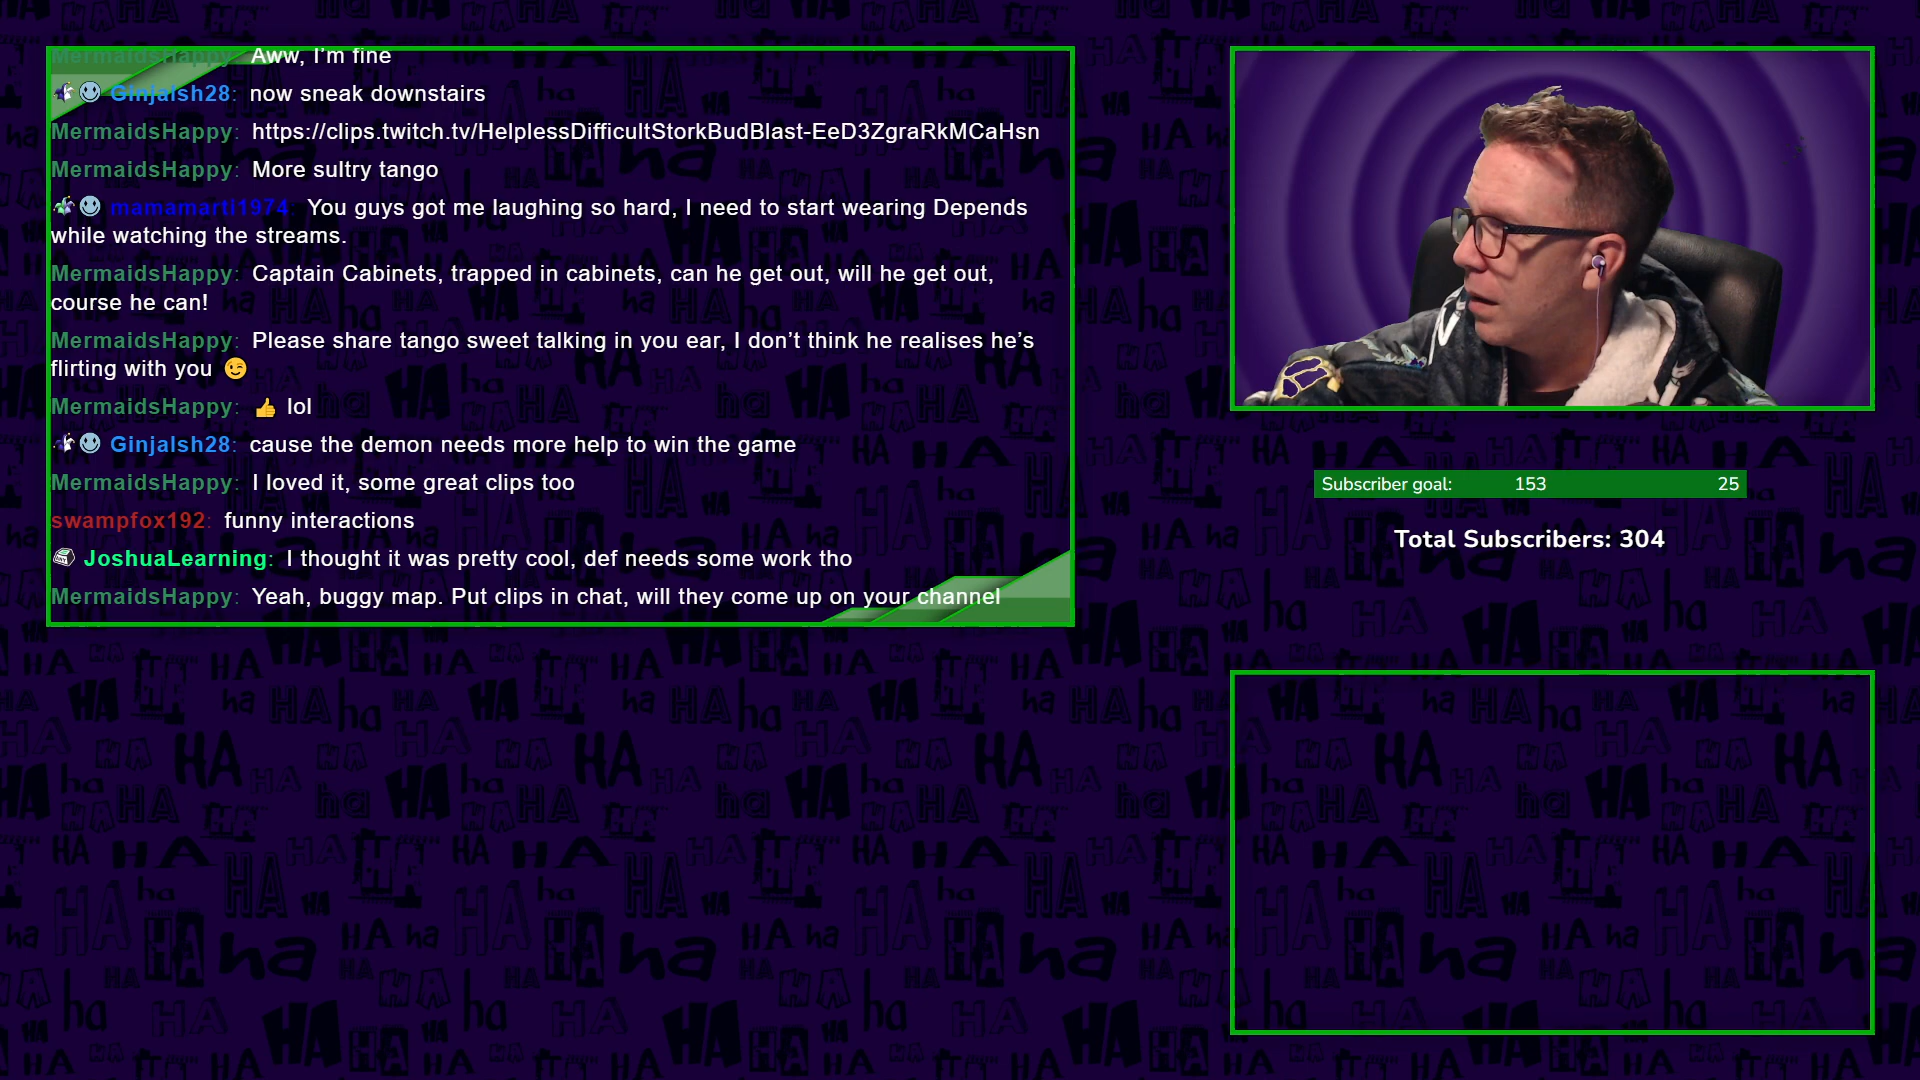 MermaidsHappy: Aww, I'm fine
Ginjalsh28: now sneak downstairs
MermaidsHappy: https://clips.twitch.tv/HelplessDifficultStorkBudBlast-EeD3ZgraRkMCaHsn
MermaidsHappy: More sultry tango
mamamarti1974: You guys got me laughing so hard, I need to start wearing Depends
while watching the streams.
MermaidsHappy: Captain Cabinets, trapped in cabinets, can he get out, will he get out,
course he can!
MermaidsHappy: Please share tango sweet talking in you ear, I don’t think he realises he’s
flirting with you 😉
MermaidsHappy: 👍 lol
Ginjalsh28: cause the demon needs more help to win the game
MermaidsHappy: I loved it, some great clips too
swampfox192: funny interactions
JoshuaLearning: I thought it was pretty cool, def needs some work tho
MermaidsHappy: Yeah, buggy map. Put clips in chat, will they come up on your channel
Subscriber goal: 153 25
Total Subscribers: 304